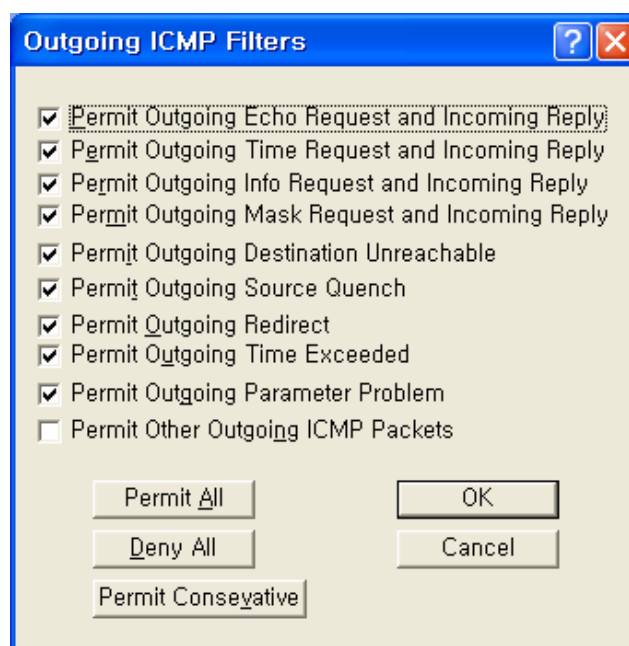 Outgoing ICMP Filters
Permit Outgoing Echo Request and Incoming Reply
Permit Outgoing Time Request and Incoming Reply
Permit Outgoing Info Request and Incoming Reply
Permit Outgoing Mask Request and Incoming Reply
Permit Outgoing Destination Unreachable
Permit Outgoing Source Quench
Permit Outgoing Redirect
Permit Outgoing Time Exceeded
Permit Outgoing Parameter Problem
Permit Other Outgoing ICMP Packets
Permit All
OK
Deny All
Cancel
Permit Consevative